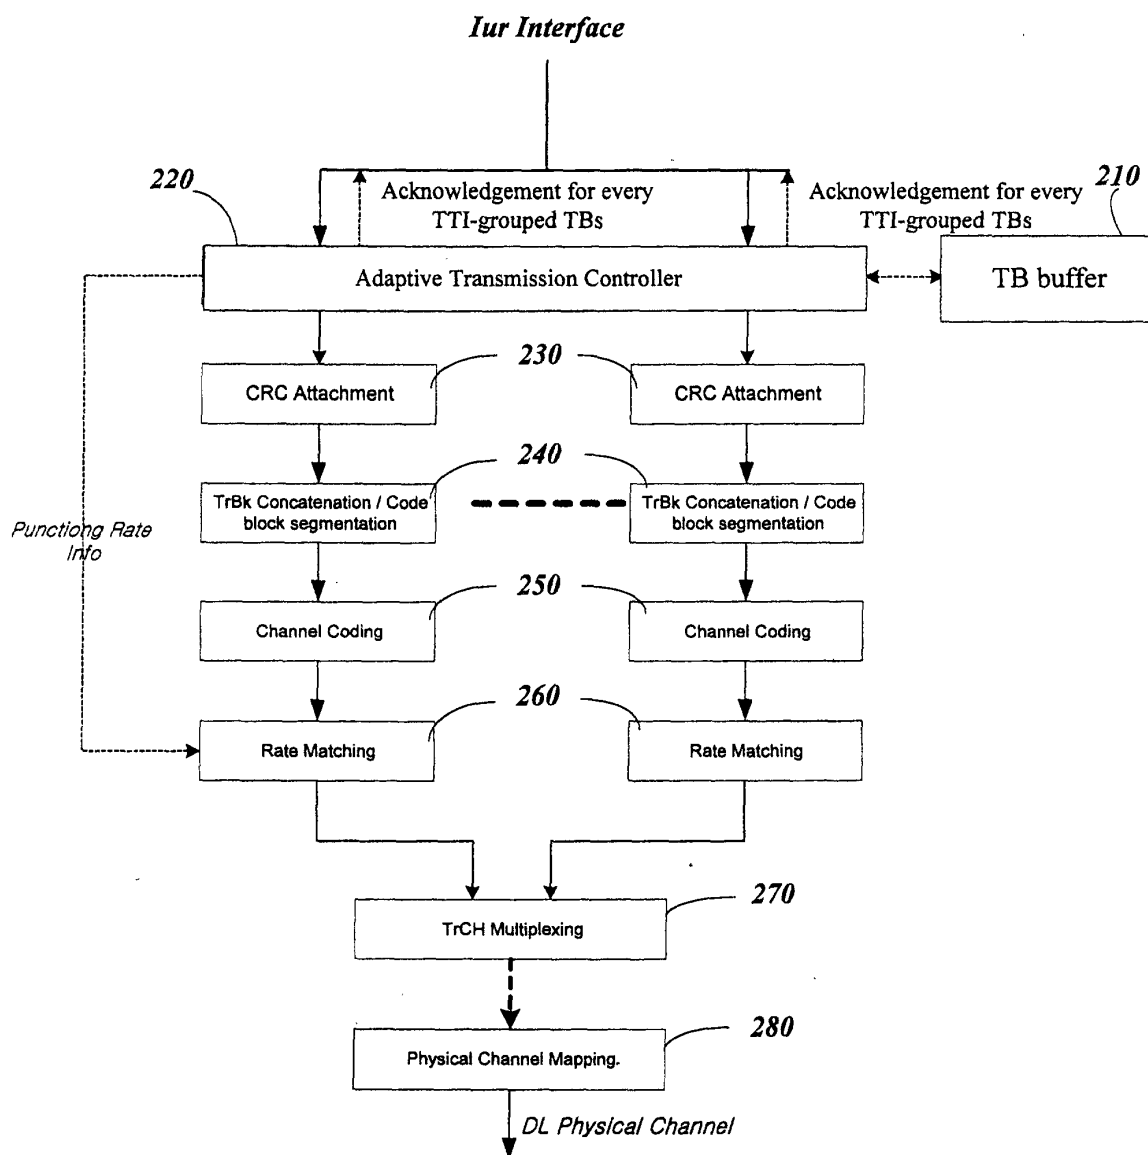 Iur Interface
220
Acknowledgement for every
TTI-grouped TBs
Acknowledgement for every
TTI-grouped TBs
210
Adaptive Transmission Controller
TB buffer
230
CRC Attachment
CRC Attachment
240
TrBk Concatenation / Code
block segmentation
TrBk Concatenation / Code
block segmentation
Punctiong Rate
Info
250
Channel Coding
Channel Coding
260
Rate Matching
Rate Matching
270
TrCH Multiplexing
280
Physical Channel Mapping.
DL Physical Channel